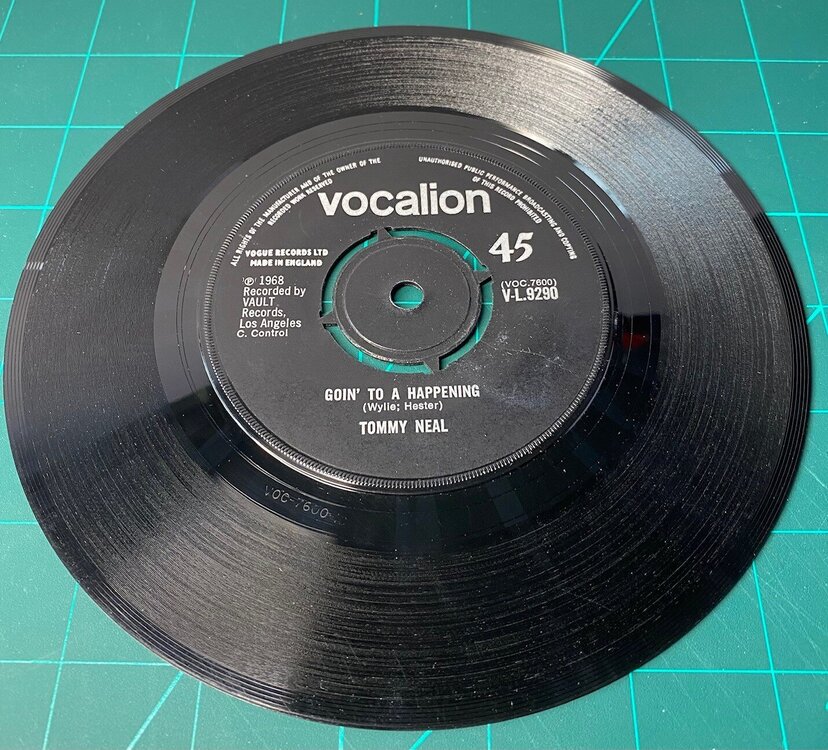 ALL RIGHTS OF THE MANUFACTURER AND OF THE OWNER OF THE
RECORDED WORK RESERVED
UNAUTHORISED PUBLIC PERFORMANCE BROADCASTING AND COPYING
OF THIS RECORD PROHIBITED
vocalion
45
VOGUE RECORDS LTD
MADE IN ENGLAND
℗ 1968
Recorded by
VAULT
Records,
Los Angeles
C. Control
(VOC.7600)
V-L.9290
GOIN' TO A HAPPENING
(Wylie; Hester)
TOMMY NEAL
VOC-7600